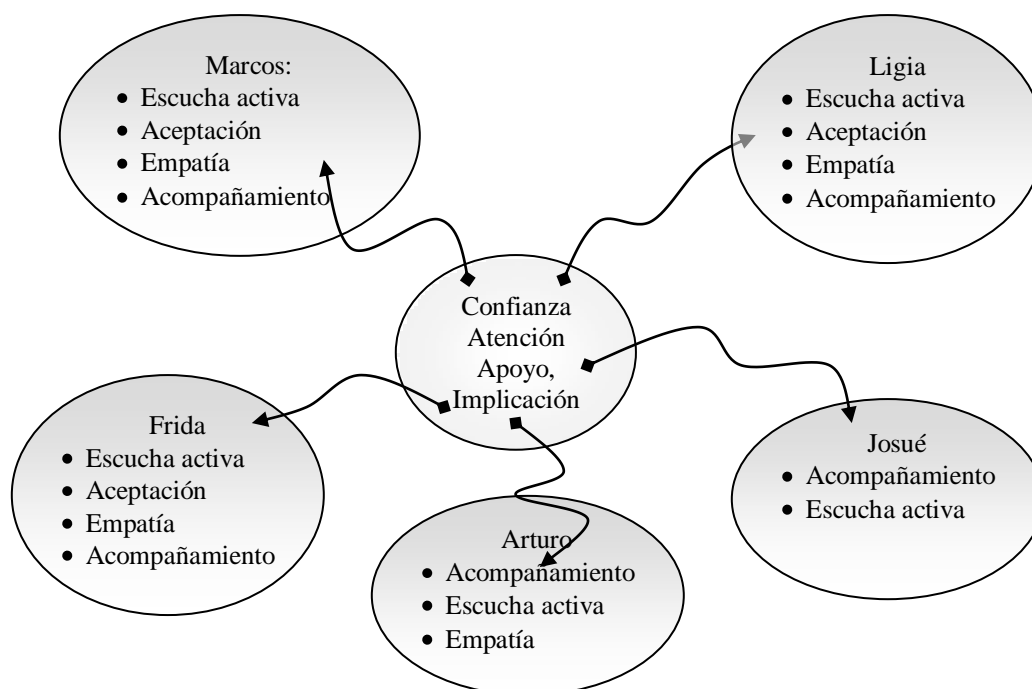 Marcos:
• Escucha activa
• Aceptación
• Empatía
• Acompañamiento
Ligia
• Escucha activa
• Aceptación
• Empatía
• Acompañamiento
Confianza
Atención
Apoyo,
Implicación
Frida
• Escucha activa
• Aceptación
• Empatía
• Acompañamiento
Josué
• Acompañamiento
• Escucha activa
Arturo
• Acompañamiento
• Escucha activa
• Empatía